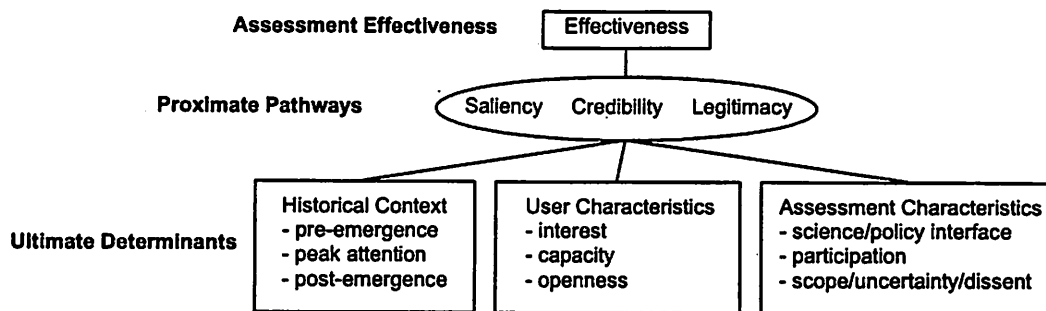 Assessment Effectiveness
Effectiveness
Proximate Pathways
Saliency Credibility Legitimacy
Ultimate Determinants
Historical Context
- pre-emergence
- peak attention
- post-emergence
User Characteristics
- interest
- capacity
- openness
Assessment Characteristics
- science/policy interface
- participation
- scope/uncertainty/dissent